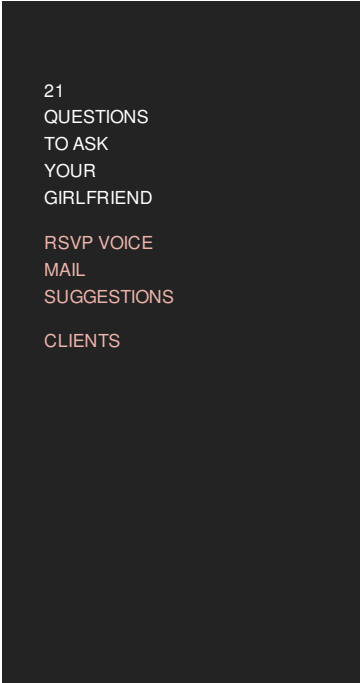 21
QUESTIONS
TO ASK
YOUR
GIRLFRIEND
RSVP VOICE
MAIL
SUGGESTIONS
CLIENTS